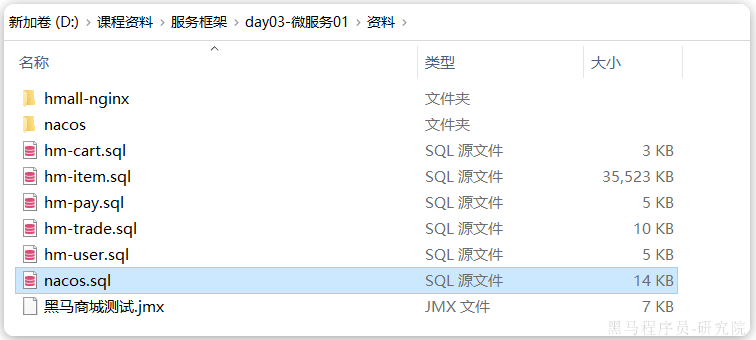 新加卷 (D:) > 课程资料 > 服务框架 > day03-微服务01 > 资料 >
名称 类型 大小
hmall-nginx 文件夹
nacos 文件夹
hm-cart.sql SQL 源文件 3 KB
hm-item.sql SQL 源文件 35,523 KB
hm-pay.sql SQL 源文件 5 KB
hm-trade.sql SQL 源文件 10 KB
hm-user.sql SQL 源文件 5 KB
nacos.sql SQL 源文件 14 KB
黑马商城测试.jmx JMX 文件 7 KB
黑马程序员-研究院